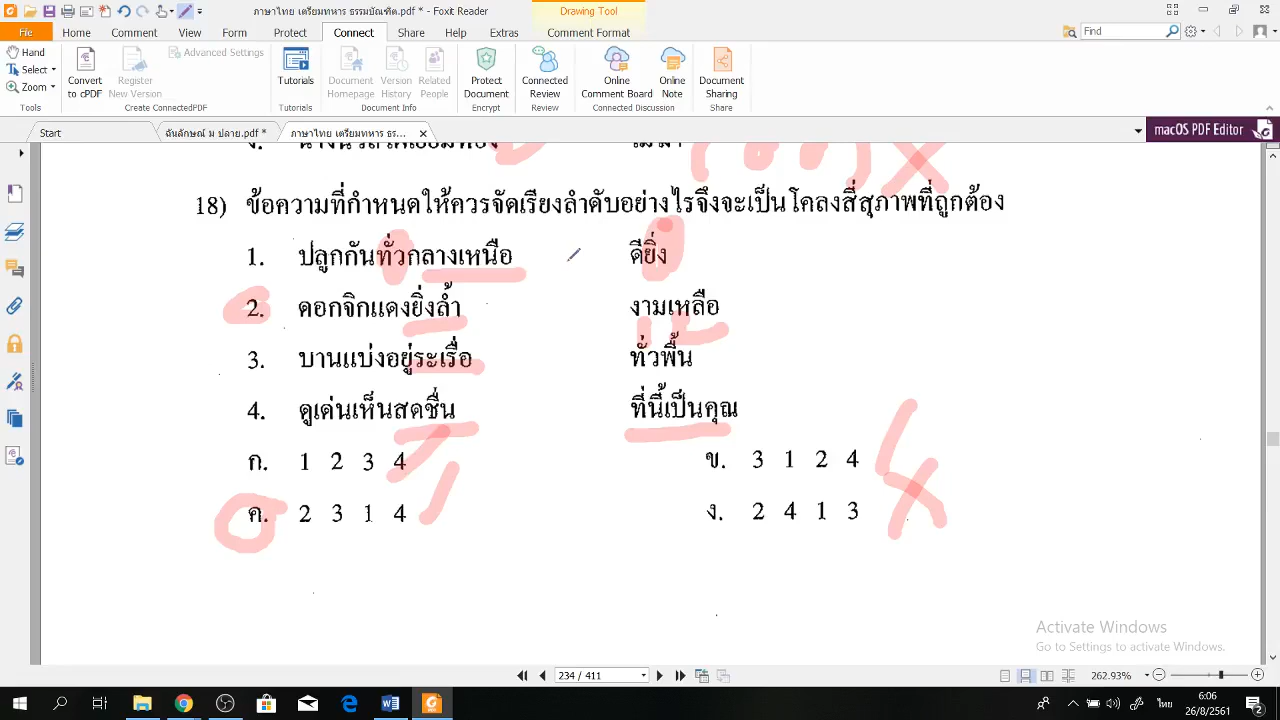 ภาษาไทย เตรียมทหาร ธรรมบัณฑิต.pdf * - Foxit Reader
Drawing Tool
File Home Comment View Form Protect Connect Share Help Extras Comment Format Find
Hand
Select
Zoom
Tools
Convert to cPDF
Register New Version
Advanced Settings
Create ConnectedPDF
Tutorials
Tutorials
Document Homepage
Version History
Related People
Document Info
Protect Document
Encrypt
Connected Review
Review
Online Comment Board
Online Note
Connected Discussion
Document Sharing
Share
Start ฉันลักษณ์ ม ปลาย.pdf * ภาษาไทย เตรียมทหาร ธร... macOS PDF Editor
18) ข้อความที่กำหนดให้ควรจัดเรียงลำดับอย่างไรจึงจะเป็นโคลงสี่สุภาพที่ถูกต้อง
1. ปลูกกันทั่วกลางเหนือ ดียิ่ง
2. ดอกจิกแดงยิ่งล้ำ งามเหลือ
3. บานแบ่งอยู่ระเรื่อ ทั่วพื้น
4. ดูเด่นเห็นสดชื่น ที่นี้เป็นคุณ
ก. 1 2 3 4 ข. 3 1 2 4
ค. 2 3 1 4 ง. 2 4 1 3
Activate Windows
Go to Settings to activate Windows.
234 / 411 262.93%
ไทย 6:06
26/8/2561 2